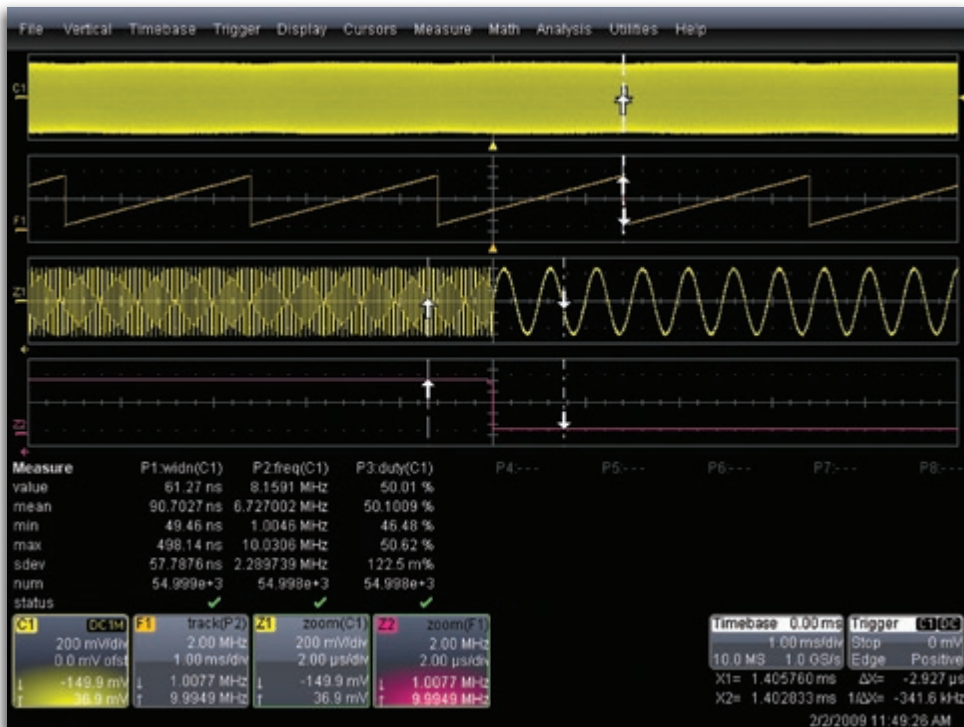 File Vertical Timebase Trigger Display Cursors Measure Math Analysis Utilities Help
C1
F1
Z1
Z2
Measure P1:widn(C1) P2:freq(C1) P3:duty(C1) P4:--- P5:--- P6:--- P7:--- P8:---
value 61.27 ns 8.1591 MHz 50.01 %
mean 90.7027 ns 6.727002 MHz 50.1009 %
min 49.46 ns 1.0046 MHz 46.48 %
max 498.14 ns 10.0306 MHz 50.62 %
sdev 57.7876 ns 2.289739 MHz 122.5 m%
num 54.999e+3 54.998e+3 54.998e+3
status ✓ ✓ ✓
C1 DC1M
200 mV/div
0.0 mV ofst
↓ -149.9 mV
↑ 36.9 mV
F1 track(P2)
2.00 MHz
1.00 ms/div
↓ 1.0077 MHz
↑ 9.9949 MHz
Z1 zoom(C1)
200 mV/div
2.00 µs/div
↓ -149.9 mV
↑ 36.9 mV
Z2 zoom(F1)
2.00 MHz
2.00 µs/div
↓ 1.0077 MHz
↑ 9.9949 MHz
Timebase 0.00 ms
1.00 ms/div
10.0 MS 1.0 GS/s
Trigger C1 DC
Stop 0 mV
Edge Positive
X1= 1.405760 ms ΔX= -2.927 µs
X2= 1.402833 ms 1/ΔX= -341.6 kHz
2/2/2009 11:49:26 AM